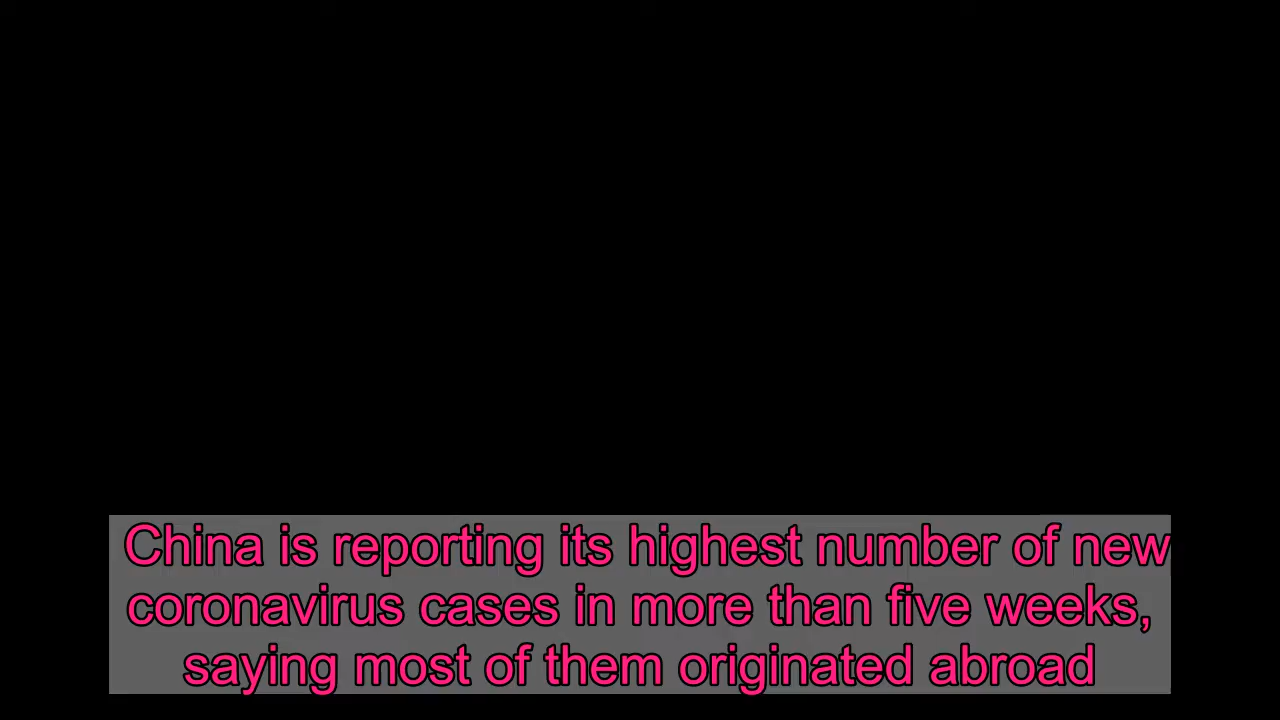 China is reporting its highest number of new
coronavirus cases in more than five weeks,
saying most of them originated abroad